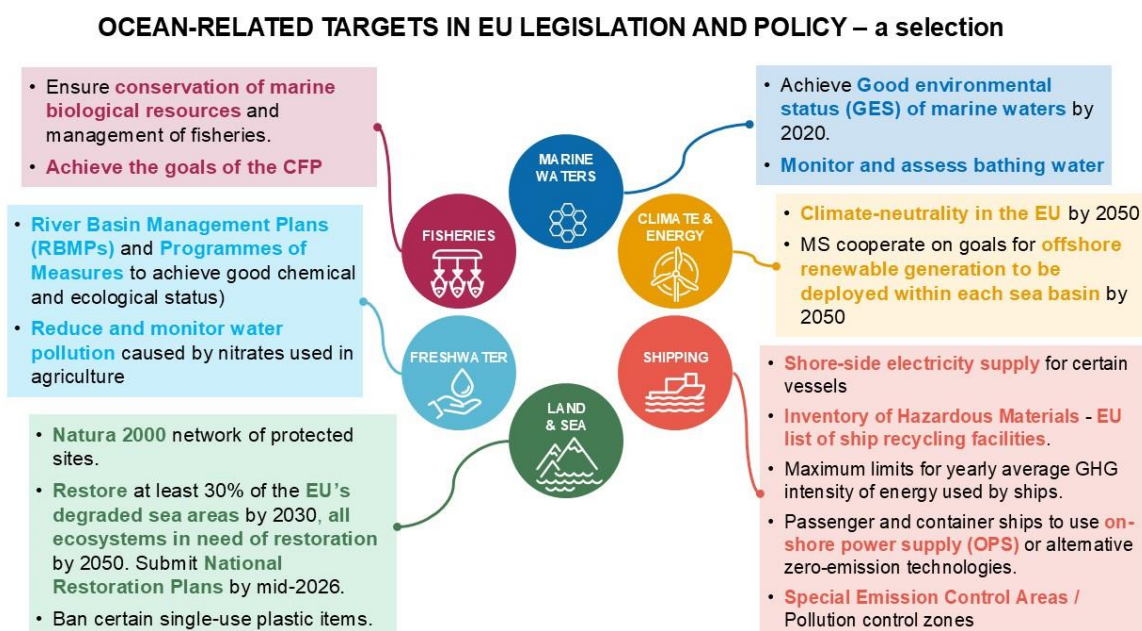 OCEAN-RELATED TARGETS IN EU LEGISLATION AND POLICY – a selection
• Ensure conservation of marine
biological resources and
management of fisheries.
• Achieve the goals of the CFP
• River Basin Management Plans
(RBMPs) and Programmes of
Measures to achieve good chemical
and ecological status)
• Reduce and monitor water
pollution caused by nitrates used in
agriculture
• Natura 2000 network of protected
sites.
• Restore at least 30% of the EU's
degraded sea areas by 2030, all
ecosystems in need of restoration
by 2050. Submit National
Restoration Plans by mid-2026.
• Ban certain single-use plastic items.
MARINE
WATERS
FISHERIES
CLIMATE &
ENERGY
FRESHWATER
SHIPPING
LAND
& SEA
• Achieve Good environmental
status (GES) of marine waters by
2020.
• Monitor and assess bathing water
• Climate-neutrality in the EU by 2050
• MS cooperate on goals for offshore
renewable generation to be
deployed within each sea basin by
2050
• Shore-side electricity supply for certain
vessels
• Inventory of Hazardous Materials - EU
list of ship recycling facilities.
• Maximum limits for yearly average GHG
intensity of energy used by ships.
• Passenger and container ships to use on-
shore power supply (OPS) or alternative
zero-emission technologies.
• Special Emission Control Areas /
Pollution control zones